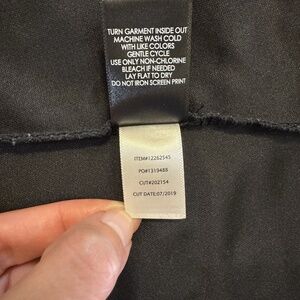 TURN GARMENT INSIDE OUT
MACHINE WASH COLD
WITH LIKE COLORS
GENTLE CYCLE
USE ONLY NON-CHLORINE
BLEACH IF NEEDED
LAY FLAT TO DRY
DO NOT IRON SCREEN PRINT
ITEM#12262545
PO#1319488
CUT#202154
CUT DATE:07/2019